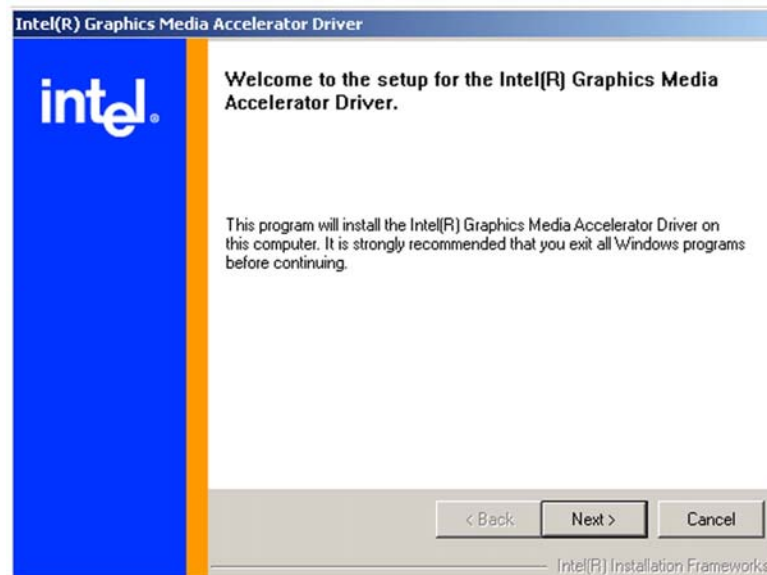 Intel(R) Graphics Media Accelerator Driver
intel®
Welcome to the setup for the Intel(R) Graphics Media
Accelerator Driver.
This program will install the Intel(R) Graphics Media Accelerator Driver on
this computer. It is strongly recommended that you exit all Windows programs
before continuing.
< Back
Next >
Cancel
Intel(R) Installation Frameworks